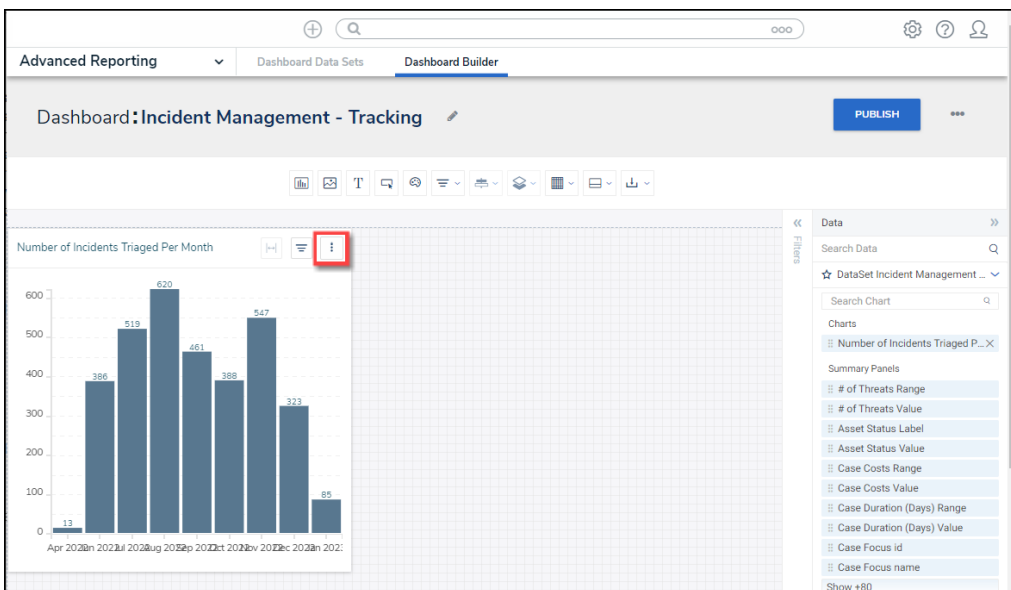 Advanced Reporting
Dashboard Data Sets
Dashboard Builder
Dashboard: Incident Management - Tracking
PUBLISH
T
Number of Incidents Triaged Per Month
600
500
400
300
200
100
0
13
386
519
620
461
388
547
323
85
Filters
Data
Search Data
DataSet Incident Management ...
Search Chart
Charts
Number of Incidents Triaged P...
Summary Panels
# of Threats Range
# of Threats Value
Asset Status Label
Asset Status Value
Case Costs Range
Case Costs Value
Case Duration (Days) Range
Case Duration (Days) Value
Case Focus id
Case Focus name
Show +80